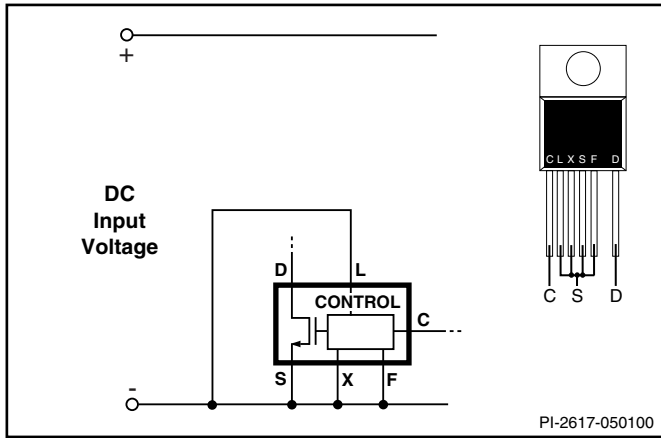 +
DC
Input
Voltage
D
L
CONTROL
C
S
X
F
-
C L X S F D
C S D
PI-2617-050100